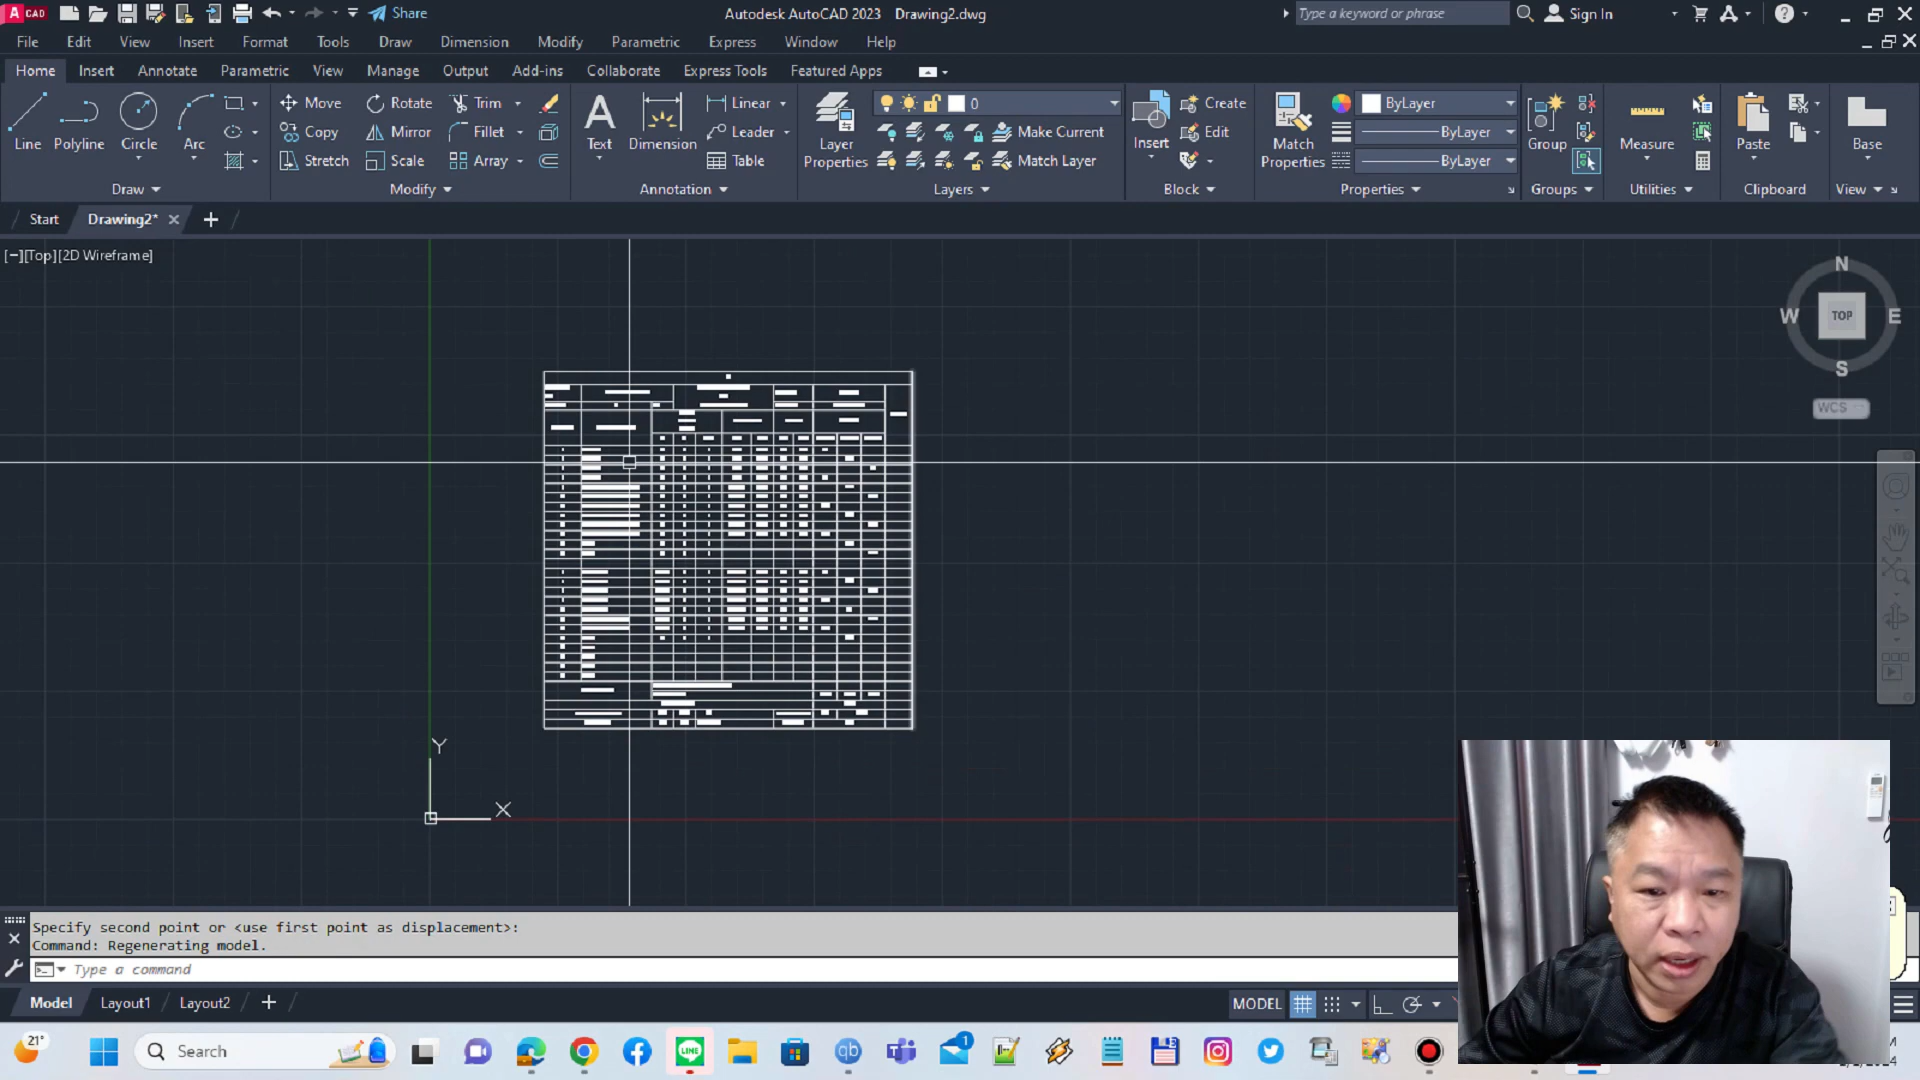 CAD
Share
Autodesk AutoCAD 2023 Drawing2.dwg
Type a keyword or phrase
Sign In
File Edit View Insert Format Tools Draw Dimension Modify Parametric Express Window Help
Home Insert Annotate Parametric View Manage Output Add-ins Collaborate Express Tools Featured Apps
Line
Polyline
Circle
Arc
Draw
Move
Rotate
Trim
Copy
Mirror
Fillet
Stretch
Scale
Array
Modify
Text
Dimension
Linear
Leader
Table
Annotation
Layer
Properties
0
Make Current
Match Layer
Layers
Insert
Create
Edit
Block
Match
Properties
ByLayer
ByLayer
ByLayer
Properties
Group
Groups
Measure
Utilities
Paste
Clipboard
Base
View
Start
Drawing2*
[−][Top][2D Wireframe]
N
W
TOP
E
S
WCS
Y
X
Specify second point or <use first point as displacement>:
Command: Regenerating model.
Type a command
Model Layout1 Layout2
MODEL
21°
Search
LINE
qb
1